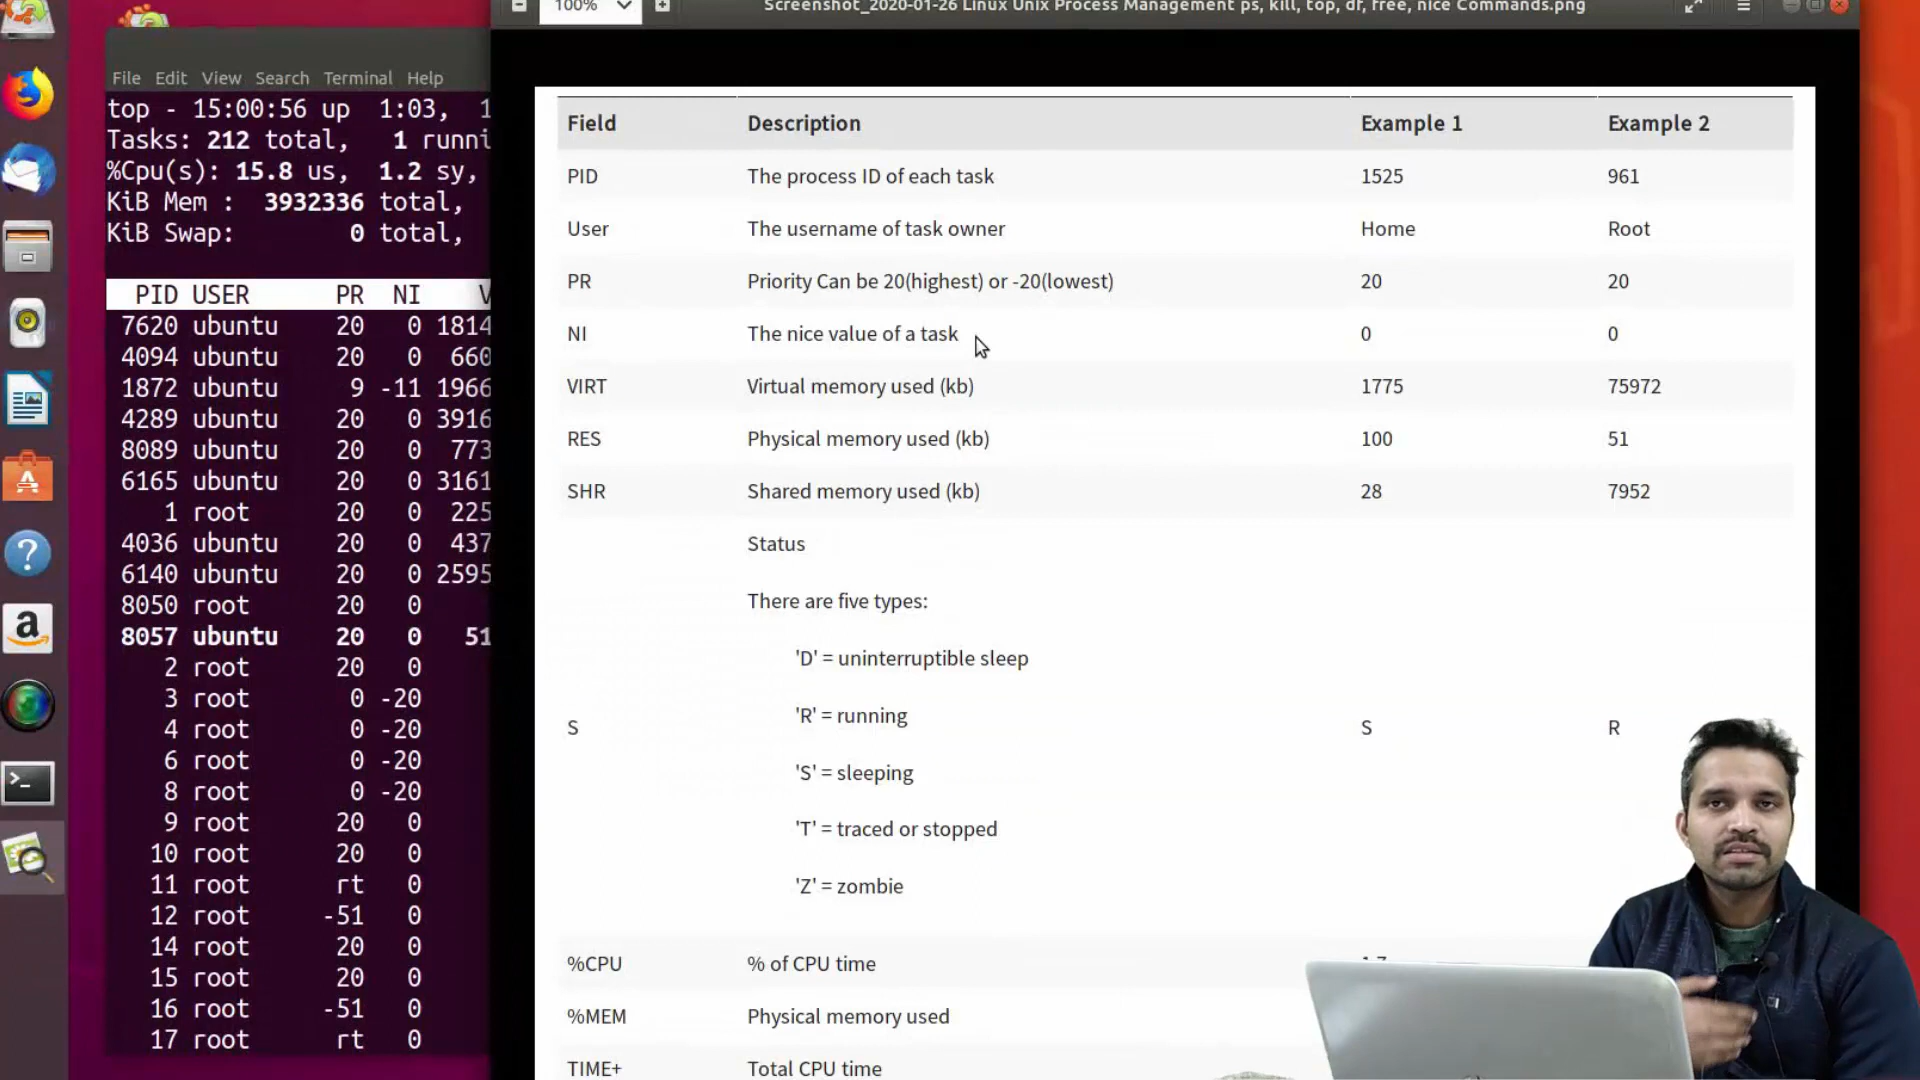 100%
Screenshot_2020-01-26 Linux Unix Process Management ps, kill, top, df, free, nice Commands.png
File Edit View Search Terminal Help
top - 15:00:56 up 1:03, 1
Tasks: 212 total, 1 runni
%Cpu(s): 15.8 us, 1.2 sy,
KiB Mem : 3932336 total,
KiB Swap: 0 total,
PID USER PR NI V
7620 ubuntu 20 0 1814
4094 ubuntu 20 0 660
1872 ubuntu 9 -11 1966
4289 ubuntu 20 0 3916
8089 ubuntu 20 0 773
6165 ubuntu 20 0 3161
1 root 20 0 225
4036 ubuntu 20 0 437
6140 ubuntu 20 0 2595
8050 root 20 0
8057 ubuntu 20 0 51
2 root 20 0
3 root 0 -20
4 root 0 -20
6 root 0 -20
8 root 0 -20
9 root 20 0
10 root 20 0
11 root rt 0
12 root -51 0
14 root 20 0
15 root 20 0
16 root -51 0
17 root rt 0
Field Description Example 1 Example 2
PID The process ID of each task 1525 961
User The username of task owner Home Root
PR Priority Can be 20(highest) or -20(lowest) 20 20
NI The nice value of a task 0 0
VIRT Virtual memory used (kb) 1775 75972
RES Physical memory used (kb) 100 51
SHR Shared memory used (kb) 28 7952
Status
There are five types:
'D' = uninterruptible sleep
'R' = running
S S R
'S' = sleeping
'T' = traced or stopped
'Z' = zombie
%CPU % of CPU time
%MEM Physical memory used
TIME+ Total CPU time